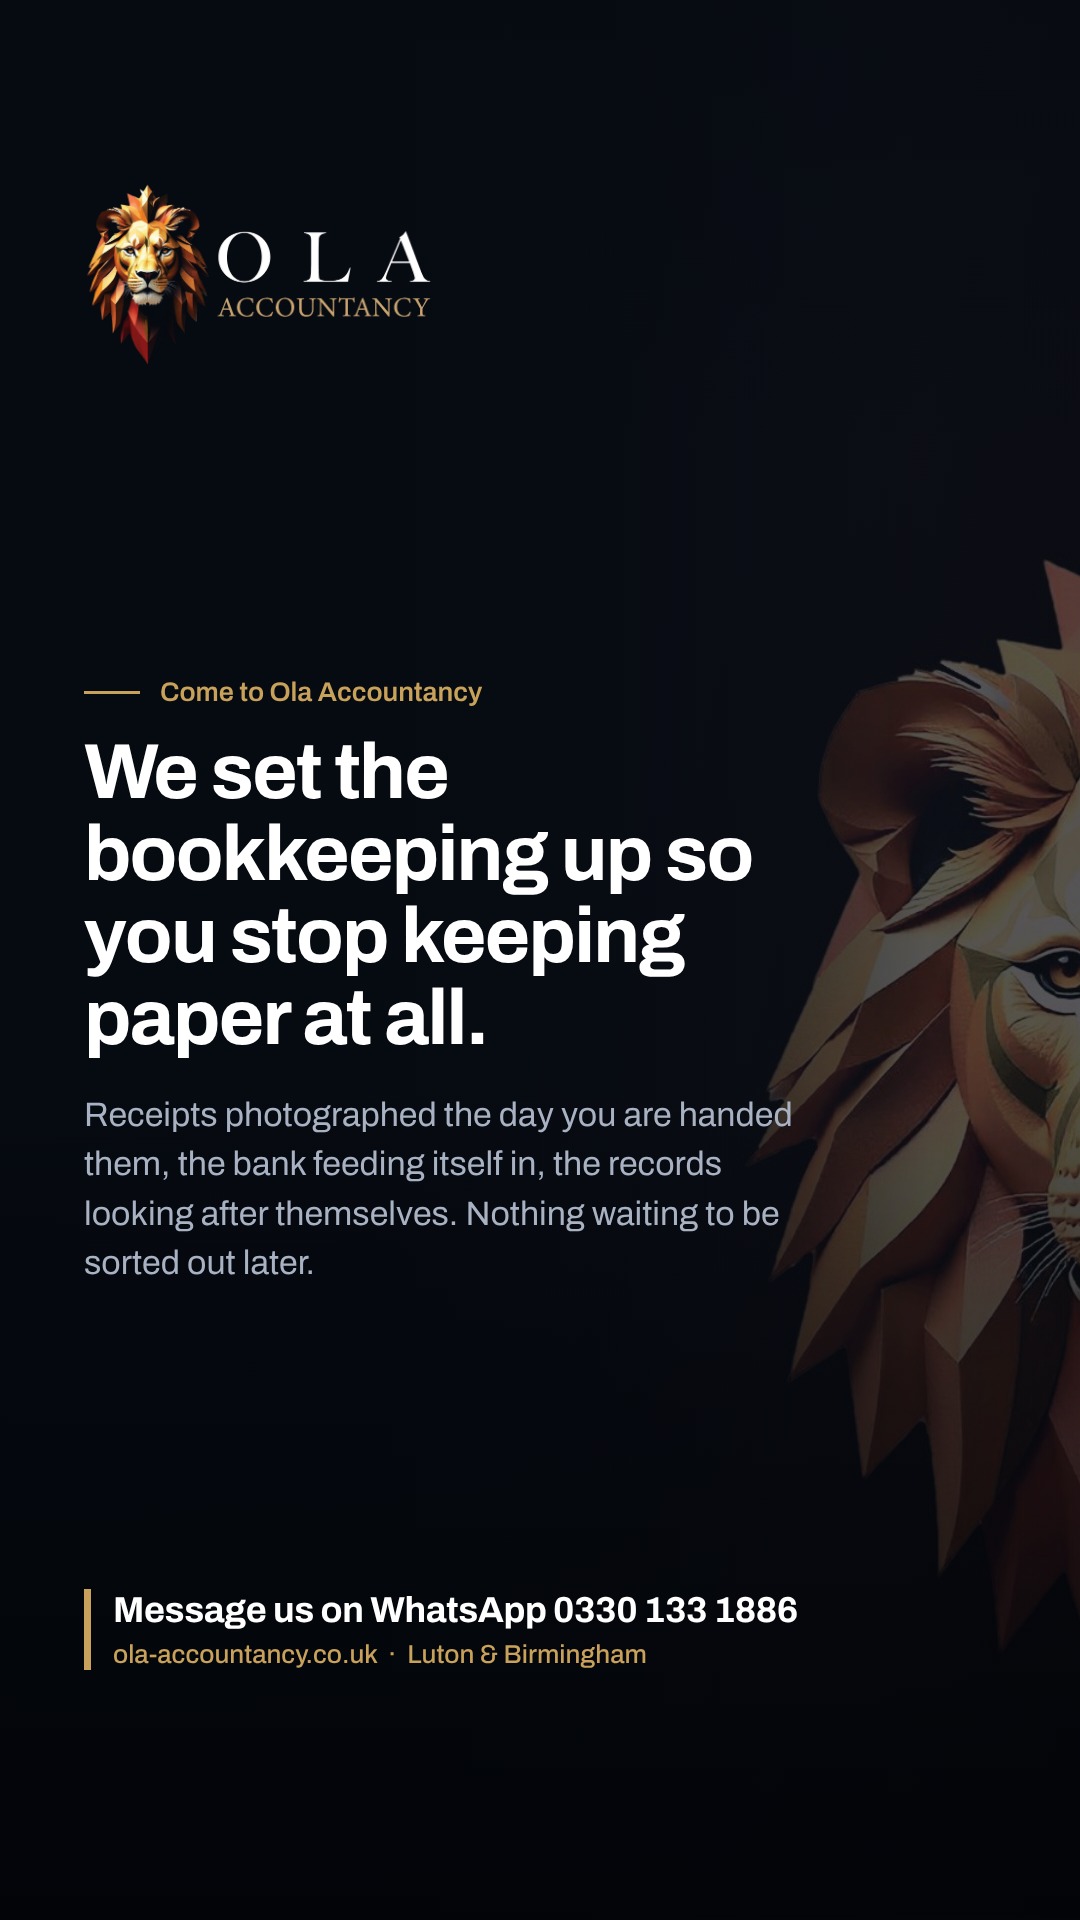 OLA
ACCOUNTANCY
Come to Ola Accountancy
We set the
bookkeeping up so
you stop keeping
paper at all.
Receipts photographed the day you are handed
them, the bank feeding itself in, the records
looking after themselves. Nothing waiting to be
sorted out later.
Message us on WhatsApp 0330 133 1886
ola-accountancy.co.uk · Luton & Birmingham